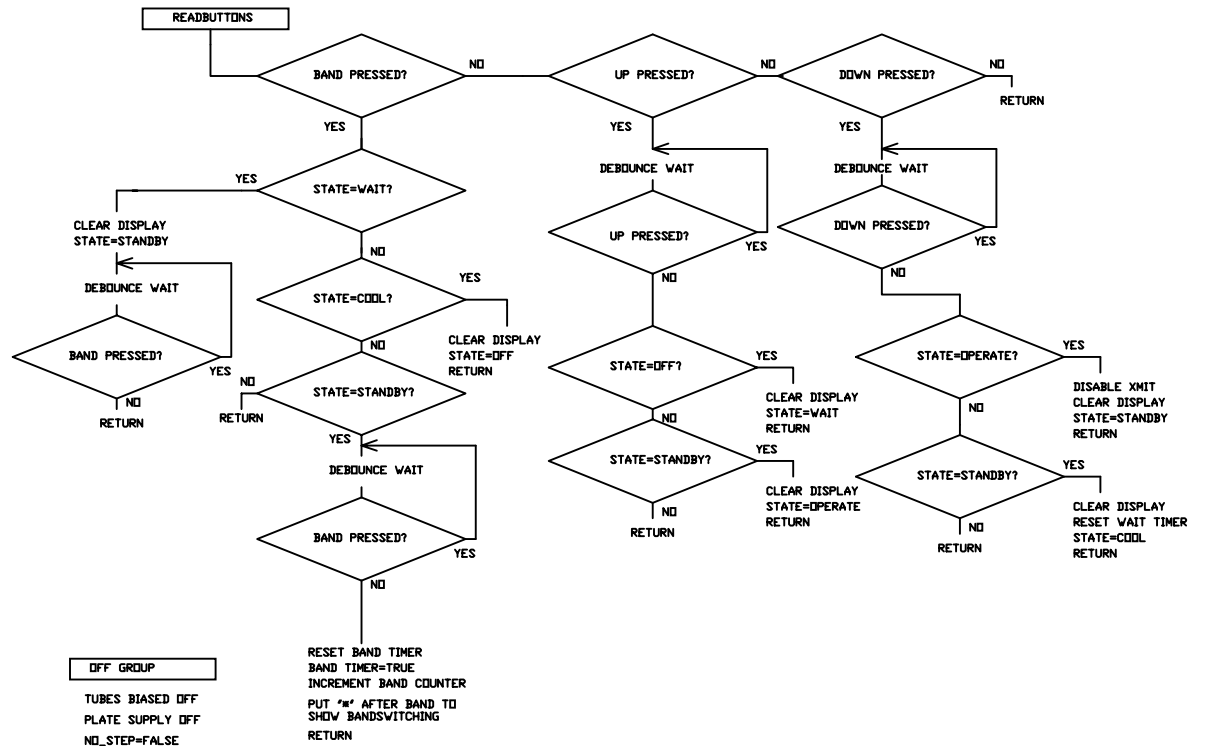 READBUTTONS
BAND PRESSED?
NO
UP PRESSED?
NO
DOWN PRESSED?
NO
RETURN
YES
YES
YES
STATE=WAIT?
YES
CLEAR DISPLAY
STATE=STANDBY
DEBOUNCE WAIT
BAND PRESSED?
YES
NO
RETURN
NO
STATE=COOL?
YES
CLEAR DISPLAY
STATE=OFF
RETURN
NO
STATE=STANDBY?
NO
RETURN
YES
DEBOUNCE WAIT
BAND PRESSED?
YES
NO
RESET BAND TIMER
BAND TIMER=TRUE
INCREMENT BAND COUNTER
PUT '*' AFTER BAND TO
SHOW BANDSWITCHING
RETURN
DEBOUNCE WAIT
UP PRESSED?
YES
NO
STATE=OFF?
YES
CLEAR DISPLAY
STATE=WAIT
RETURN
NO
STATE=STANDBY?
YES
CLEAR DISPLAY
STATE=OPERATE
RETURN
NO
RETURN
DEBOUNCE WAIT
DOWN PRESSED?
YES
NO
STATE=OPERATE?
YES
DISABLE XMIT
CLEAR DISPLAY
STATE=STANDBY
RETURN
NO
STATE=STANDBY?
YES
CLEAR DISPLAY
RESET WAIT TIMER
STATE=COOL
RETURN
NO
RETURN
OFF GROUP
TUBES BIASED OFF
PLATE SUPPLY OFF
NO_STEP=FALSE